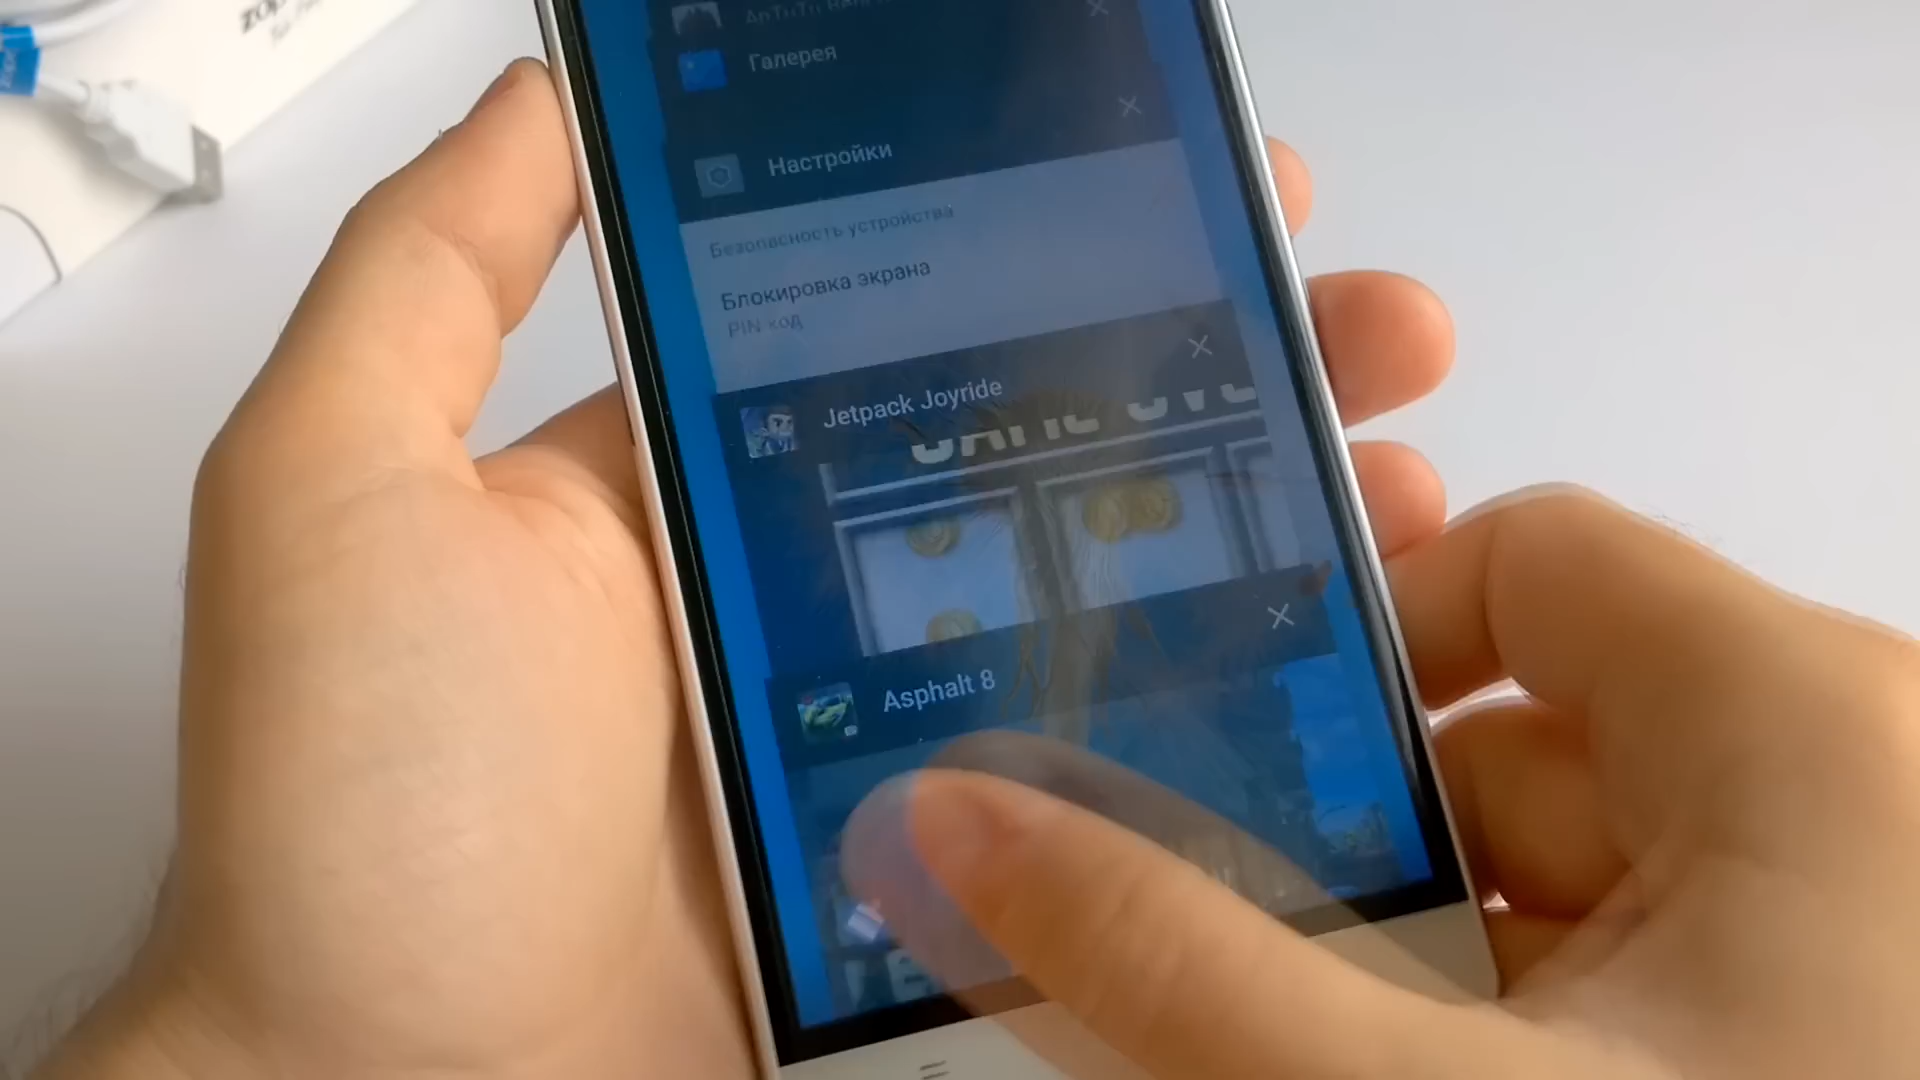 Галерея
Настройки
Безопасность устройства
Блокировка экрана
PIN-код
Jetpack Joyride
Asphalt 8